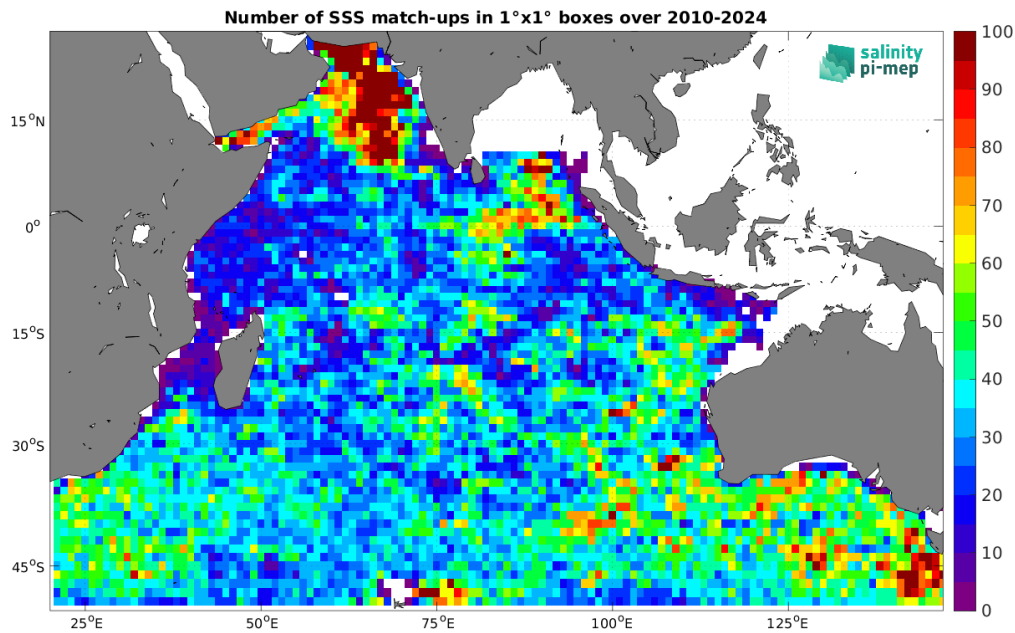 Number of SSS match-ups in 1°x1° boxes over 2010-2024
salinity
pi-mep
15°N
0°
15°S
30°S
45°S
25°E
50°E
75°E
100°E
125°E
100
90
80
70
60
50
40
30
20
10
0